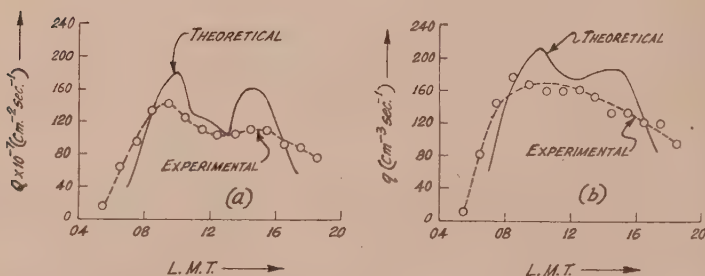 240
200
160
120
80
40
0
Q x 10⁻⁷ (cm⁻² sec⁻¹)
THEORETICAL
EXPERIMENTAL
(a)
04 08 12 16 20
L.M.T.
240
200
160
120
80
40
0
q (cm⁻³ sec⁻¹)
THEORETICAL
EXPERIMENTAL
(b)
04 08 12 16 20
L.M.T.